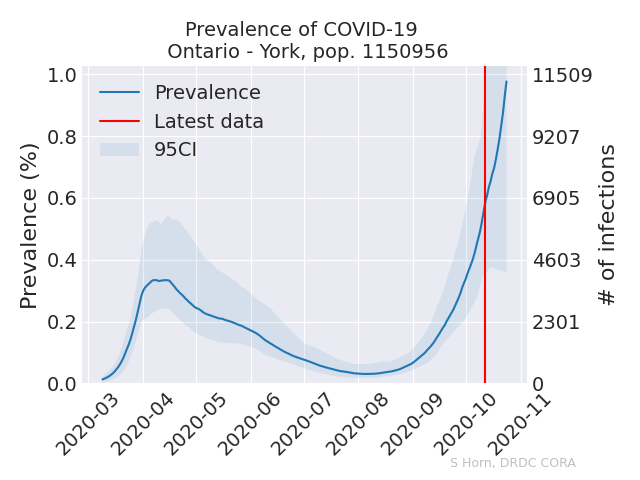 Prevalence of COVID-19
Ontario - York, pop. 1150956
Prevalence
Latest data
95CI
Prevalence (%)
1.0
0.8
0.6
0.4
0.2
0.0
11509
9207
6905
4603
2301
0
# of infections
2020-03
2020-04
2020-05
2020-06
2020-07
2020-08
2020-09
2020-10
2020-11
S Horn, DRDC CORA